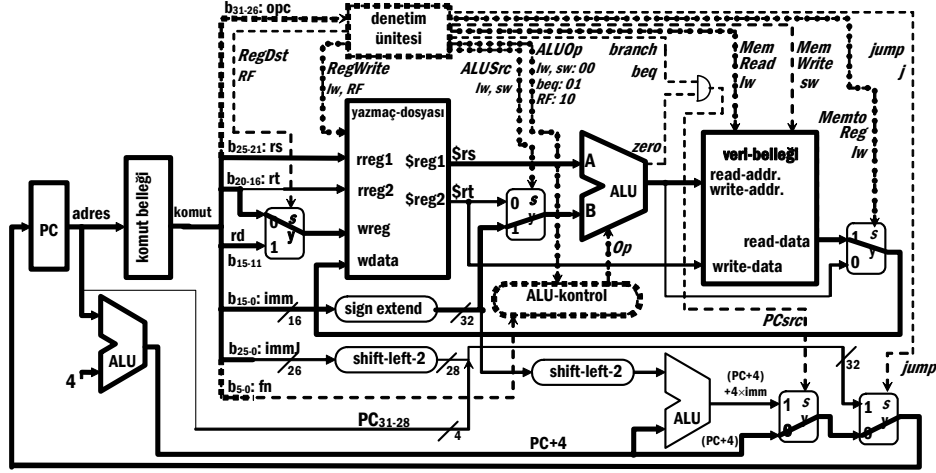 b31-26: opc
denetim
ünitesi
RegDst
RF
RegWrite
lw, RF
ALUSrc
lw, sw
ALUOp
lw, sw: 00
beq: 01
RF: 10
branch
beq
Mem
Read
lw
Mem
Write
sw
jump
j
Memto
Reg
lw
yazmaç-dosyası
b25-21: rs
rreg1
$reg1
$rs
b20-16: rt
rreg2
$reg2
$rt
wreg
wdata
rd
b15-11
0
1
s
y
0
1
s
y
A
B
ALU
zero
Op
veri-belleği
read-addr.
write-addr.
read-data
write-data
1
0
s
y
PC
adres
komut belleği
komut
b15-0: imm
16
sign extend
32
ALU-kontrol
PCsrc
ALU
4
b25-0: immJ
26
shift-left-2
28
b5-0: fn
shift-left-2
32
jump
PC31-28
4
ALU
(PC+4)
+4×imm
(PC+4)
1
0
s
y
1
0
s
y
PC+4